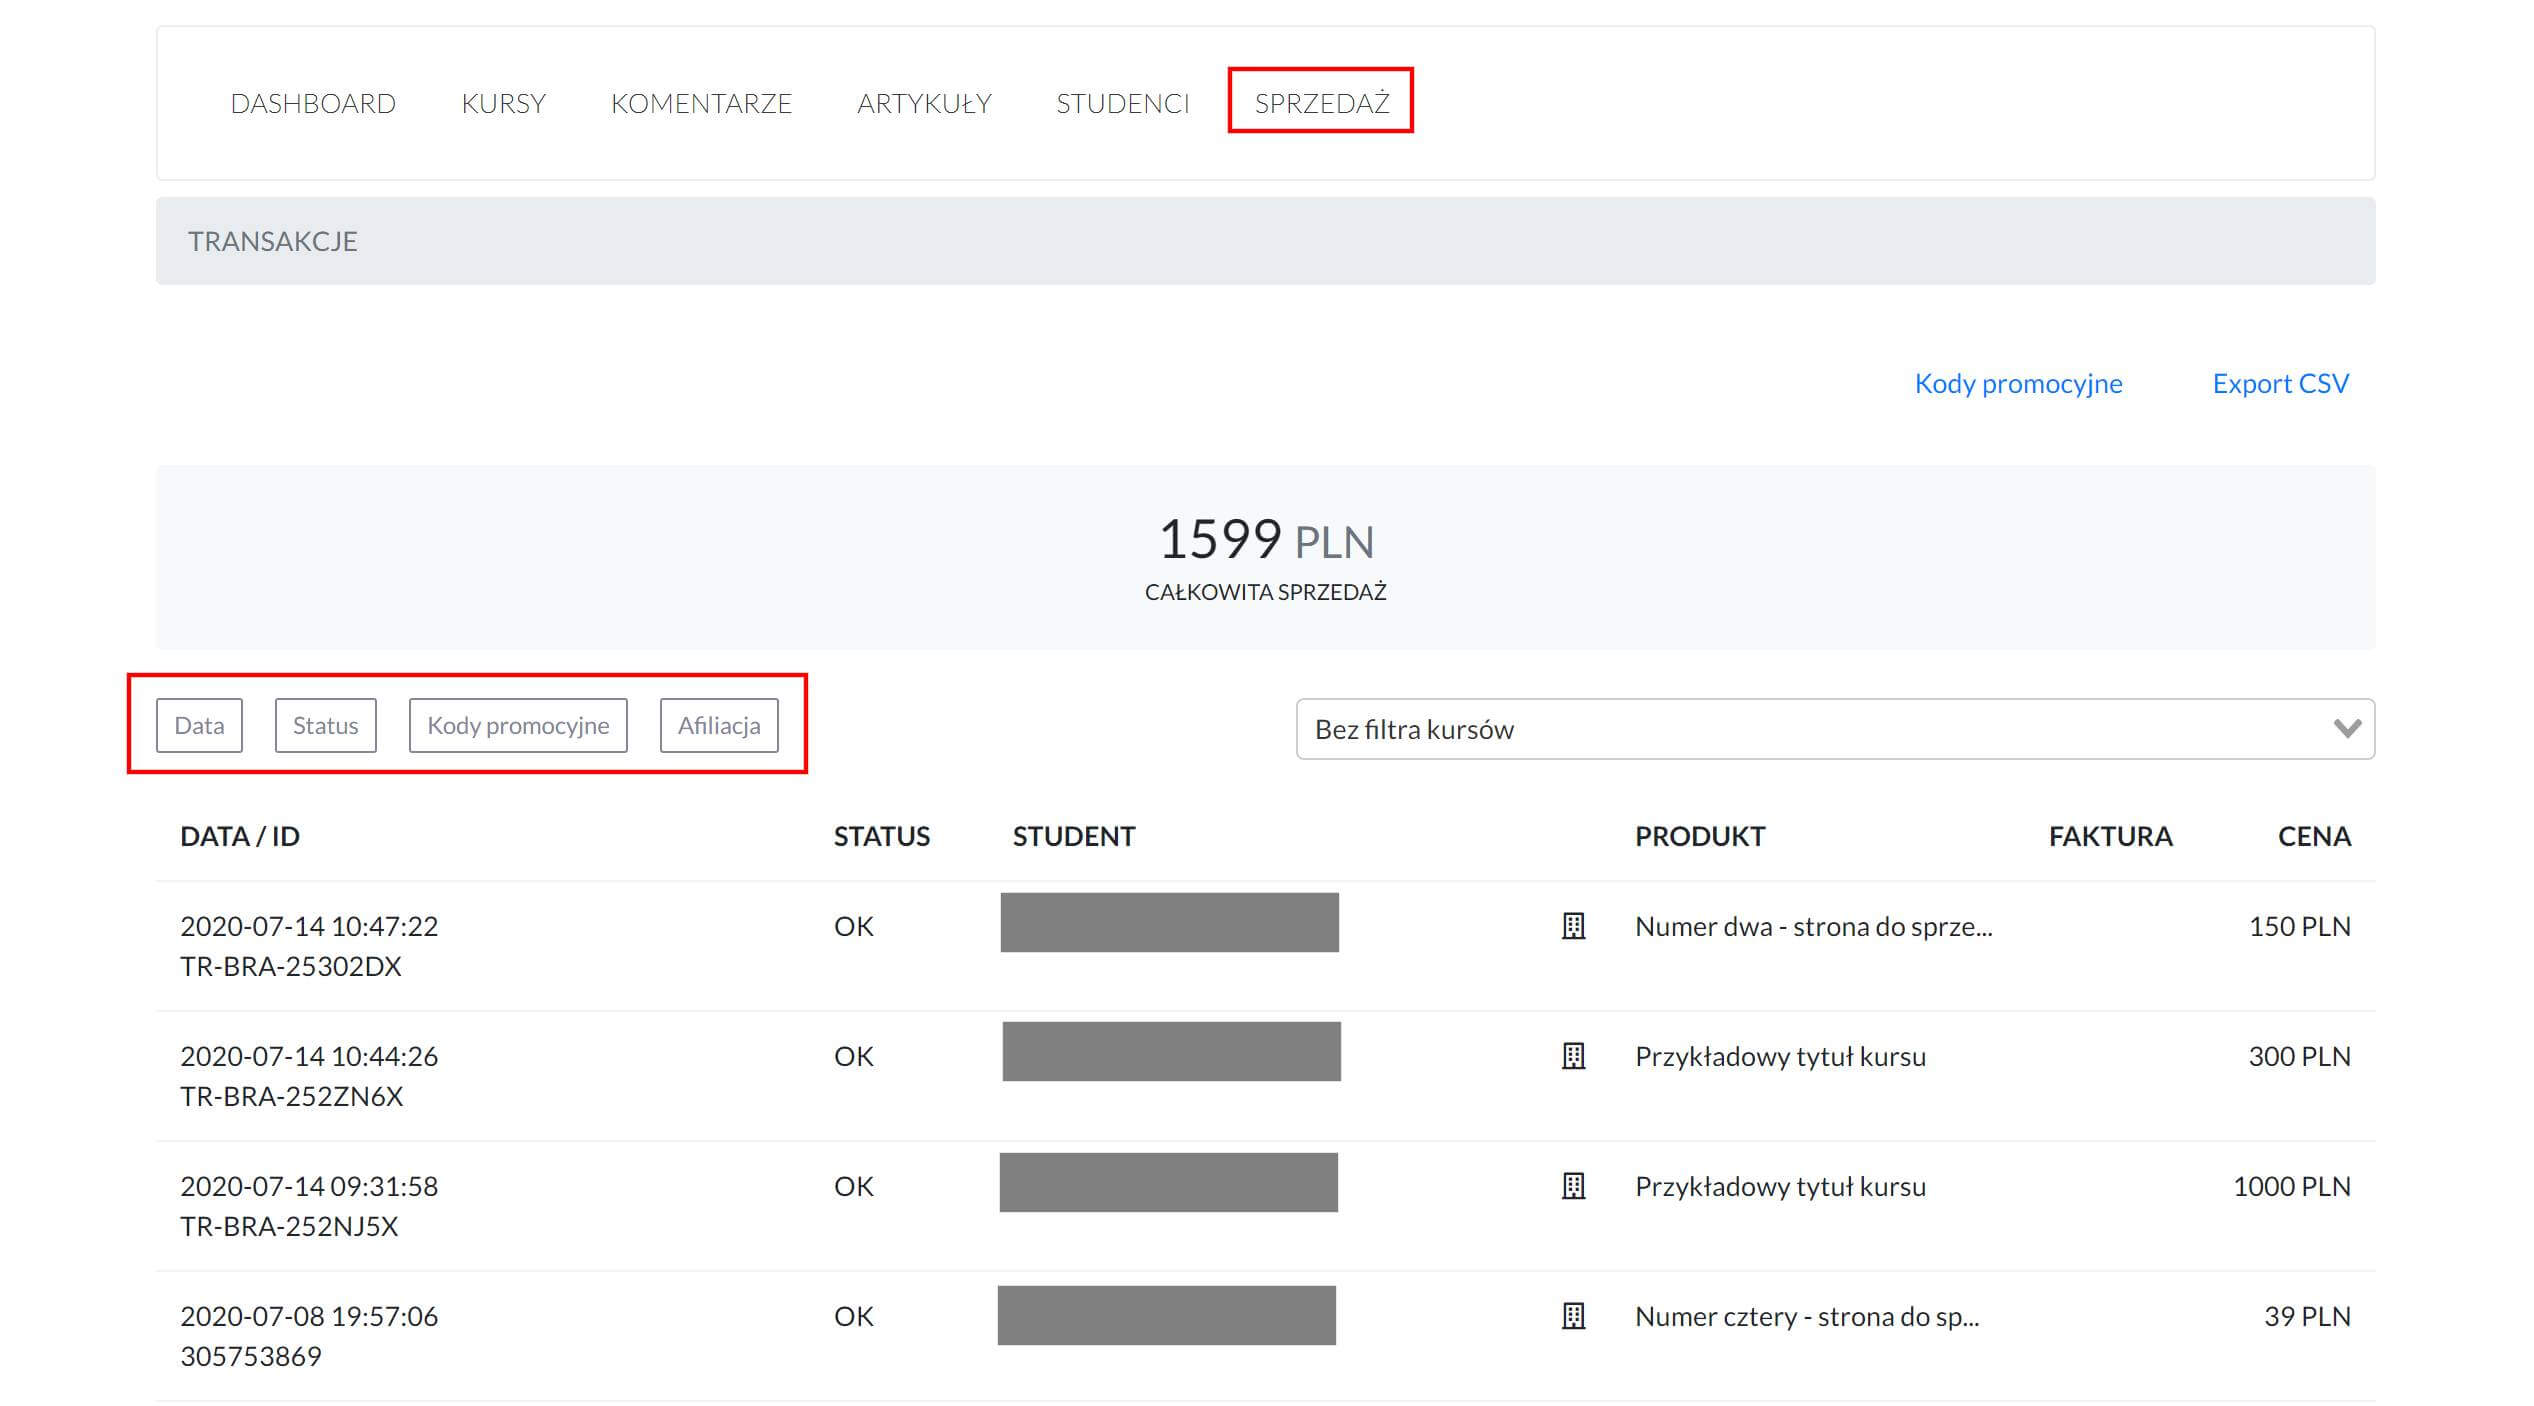 DASHBOARD KURSY KOMENTARZE ARTYKUŁY STUDENCI SPRZEDAŻ
TRANSAKCJE
Kody promocyjne Export CSV
1599 PLN
CAŁKOWITA SPRZEDAŻ
Data Status Kody promocyjne Afiliacja Bez filtra kursów
DATA / ID STATUS STUDENT PRODUKT FAKTURA CENA
2020-07-14 10:47:22 OK Numer dwa - strona do sprze... 150 PLN
TR-BRA-25302DX
2020-07-14 10:44:26 OK Przykładowy tytuł kursu 300 PLN
TR-BRA-252ZN6X
2020-07-14 09:31:58 OK Przykładowy tytuł kursu 1000 PLN
TR-BRA-252NJ5X
2020-07-08 19:57:06 OK Numer cztery - strona do sp... 39 PLN
305753869